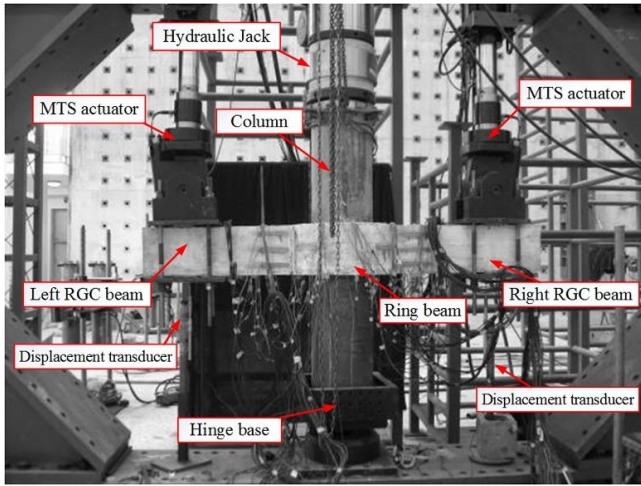 Hydraulic Jack
MTS actuator
MTS actuator
Column
Left RGC beam
Right RGC beam
Ring beam
Displacement transducer
Displacement transducer
Hinge base